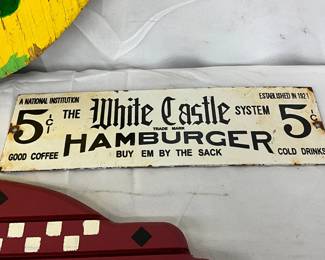 A NATIONAL INSTITUTION ESTABLISHED IN 192
5¢ THE White Castle SYSTEM 5¢
TRADE MARK
HAMBURGER
GOOD COFFEE BUY EM BY THE SACK COLD DRINKS